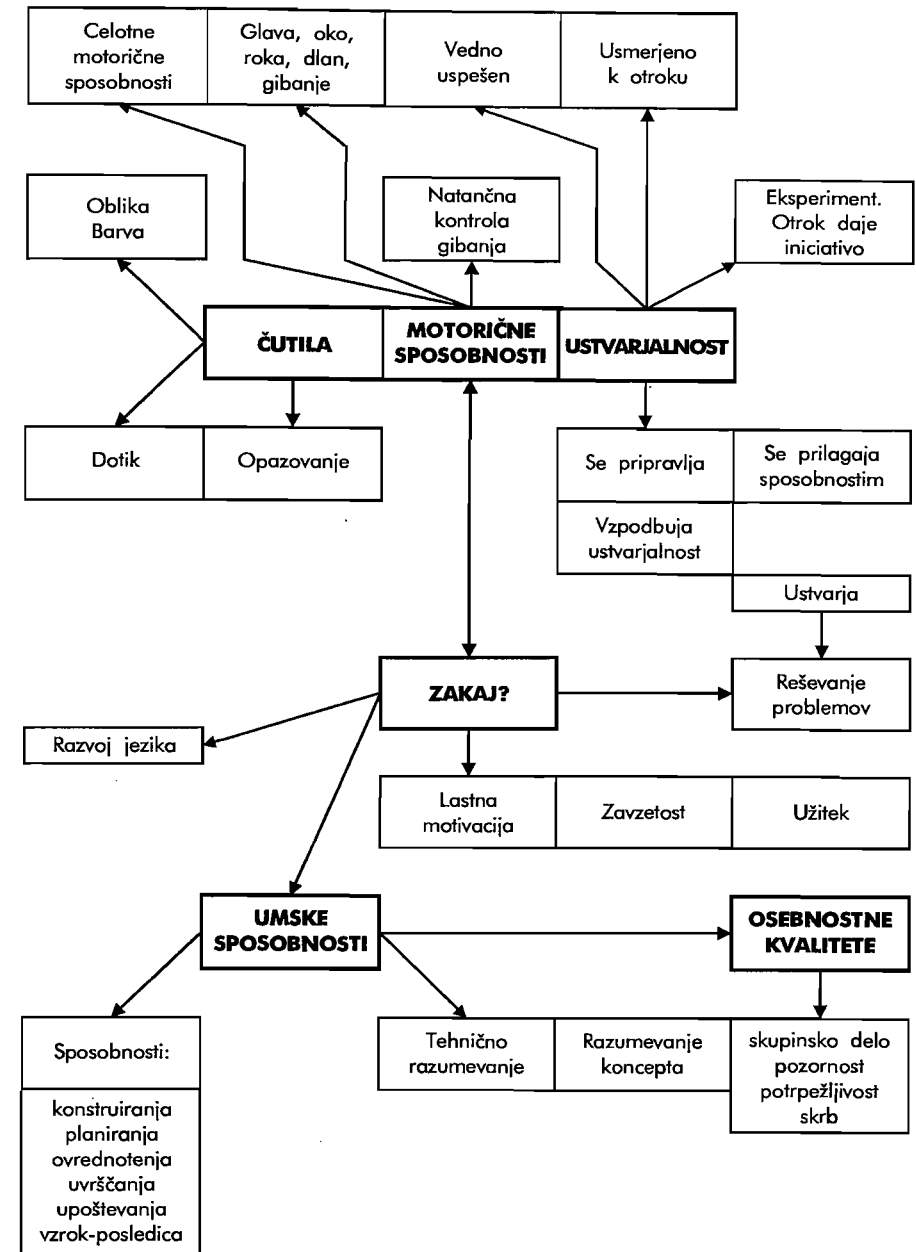 Celotne
motorične
sposobnosti
Glava, oko,
roka, dlan,
gibanje
Vedno
uspešen
Usmerjeno
k otroku
Oblika
Barva
Natančna
kontrola
gibanja
Eksperiment.
Otrok daje
iniciativo
ČUTILA
MOTORIČNE
SPOSOBNOSTI
USTVARJALNOST
Dotik
Opazovanje
Se pripravlja
Se prilagaja
sposobnostim
Vzpodbuja
ustvarjalnost
Ustvarja
ZAKAJ?
Reševanje
problemov
Razvoj jezika
Lastna
motivacija
Zavzetost
Užitek
UMSKE
SPOSOBNOSTI
OSEBNOSTNE
KVALITETE
Sposobnosti:
konstruiranja
planiranja
ovrednotenja
uvrščanja
upoštevanja
vzrok-posledica
Tehnično
razumevanje
Razumevanje
koncepta
skupinsko delo
pozornost
potrpežljivost
skrb